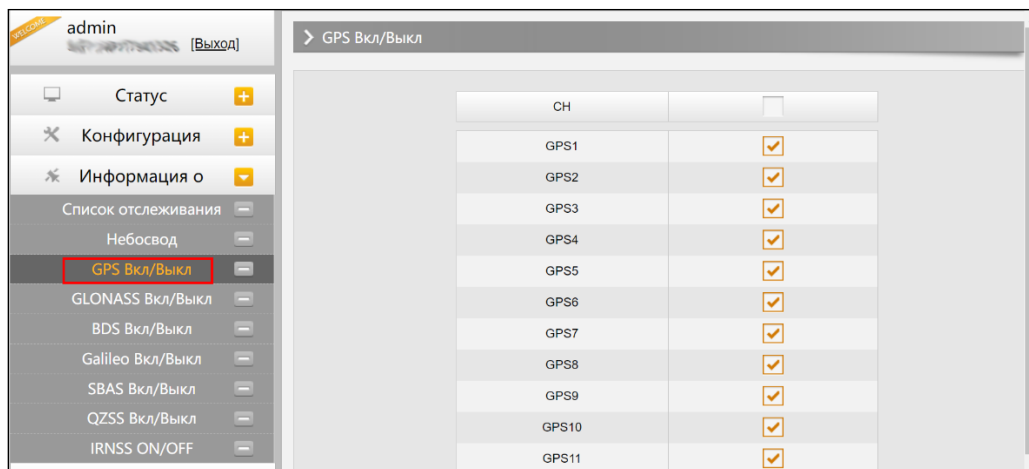 WELCOME
admin
[Выход]
Статус
Конфигурация
Информация о
Список отслеживания
Небосвод
GPS Вкл/Выкл
GLONASS Вкл/Выкл
BDS Вкл/Выкл
Galileo Вкл/Выкл
SBAS Вкл/Выкл
QZSS Вкл/Выкл
IRNSS ON/OFF
GPS Вкл/Выкл
CH
GPS1
GPS2
GPS3
GPS4
GPS5
GPS6
GPS7
GPS8
GPS9
GPS10
GPS11